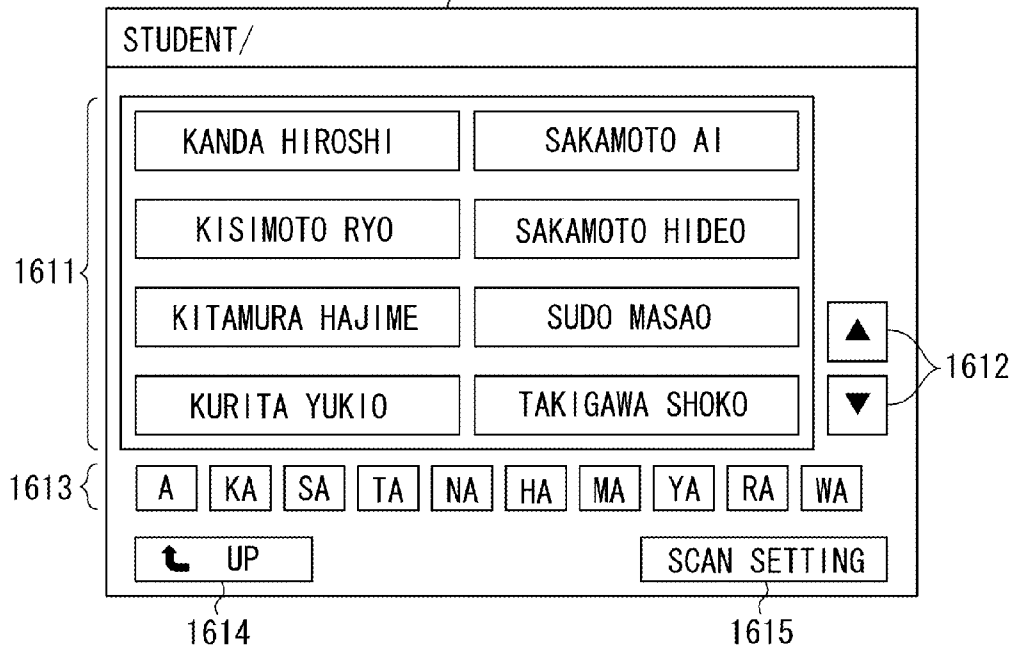 STUDENT/
KANDA HIROSHI SAKAMOTO AI
KISIMOTO RYO SAKAMOTO HIDEO
1611
KITAMURA HAJIME SUDO MASAO ▲
1612
KURITA YUKIO TAKIGAWA SHOKO ▼
1613 A KA SA TA NA HA MA YA RA WA
UP SCAN SETTING
1614 1615